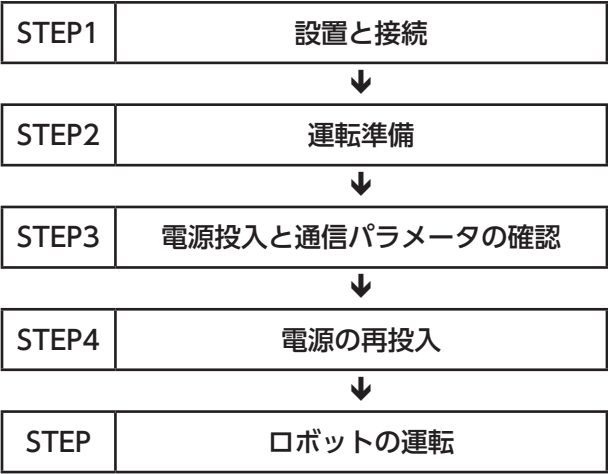 STEP1 設置と接続
↓
STEP2 運転準備
↓
STEP3 電源投入と通信パラメータの確認
↓
STEP4 電源の再投入
↓
STEP ロボットの運転